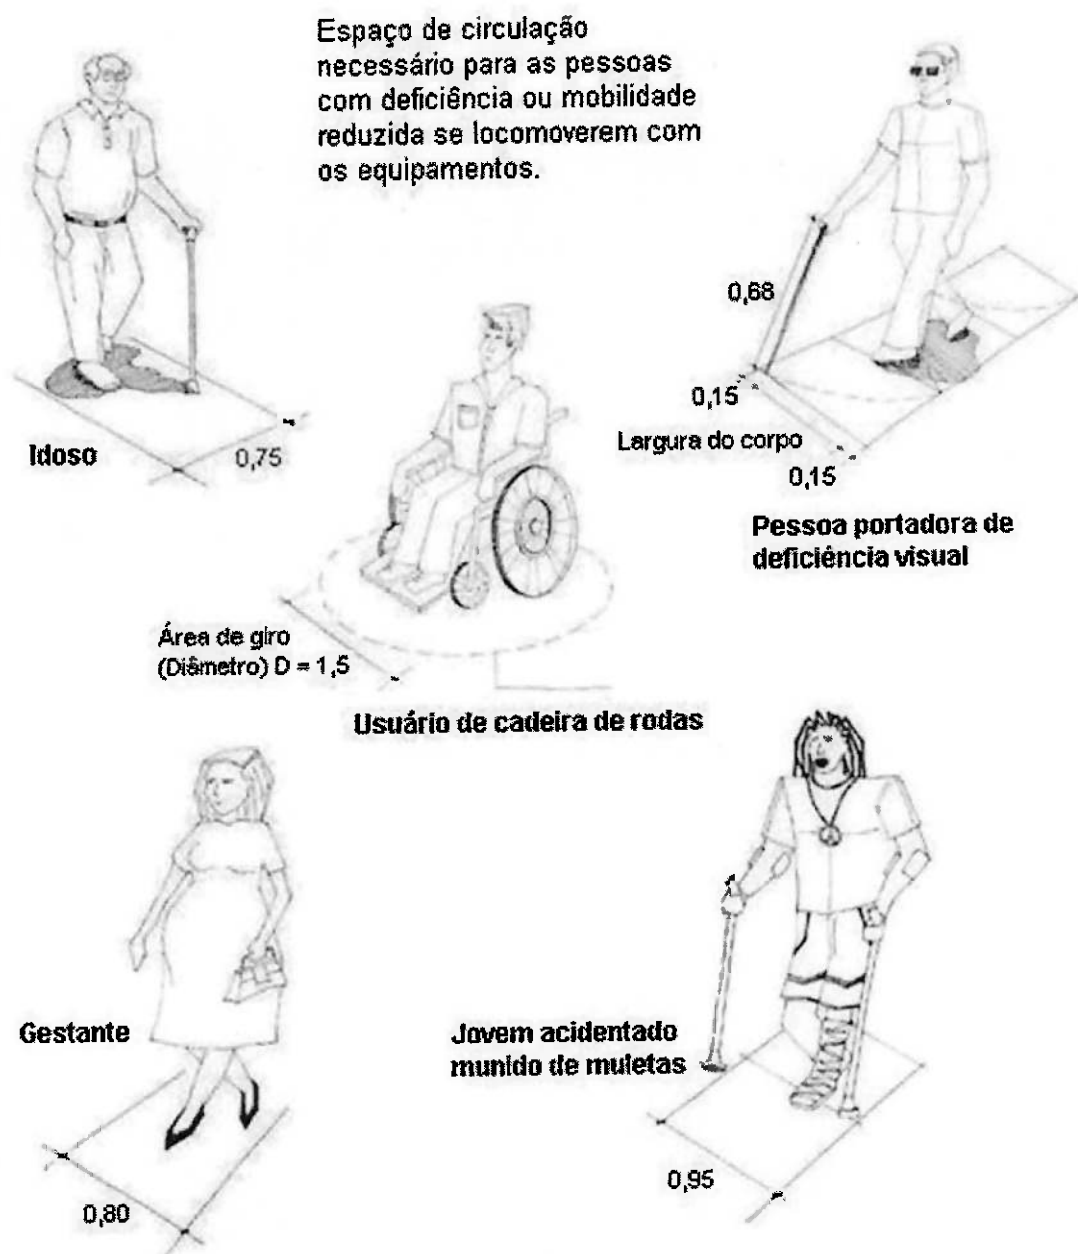 Espaço de circulação
necessário para as pessoas
com deficiência ou mobilidade
reduzida se locomoverem com
os equipamentos.
0,68
0,15
Largura do corpo
0,15
Idoso
0,75
Pessoa portadora de
deficiência visual
Área de giro
(Diâmetro) D = 1,5
Usuário de cadeira de rodas
Gestante
0,80
Jovem acidentado
munido de muletas
0,95